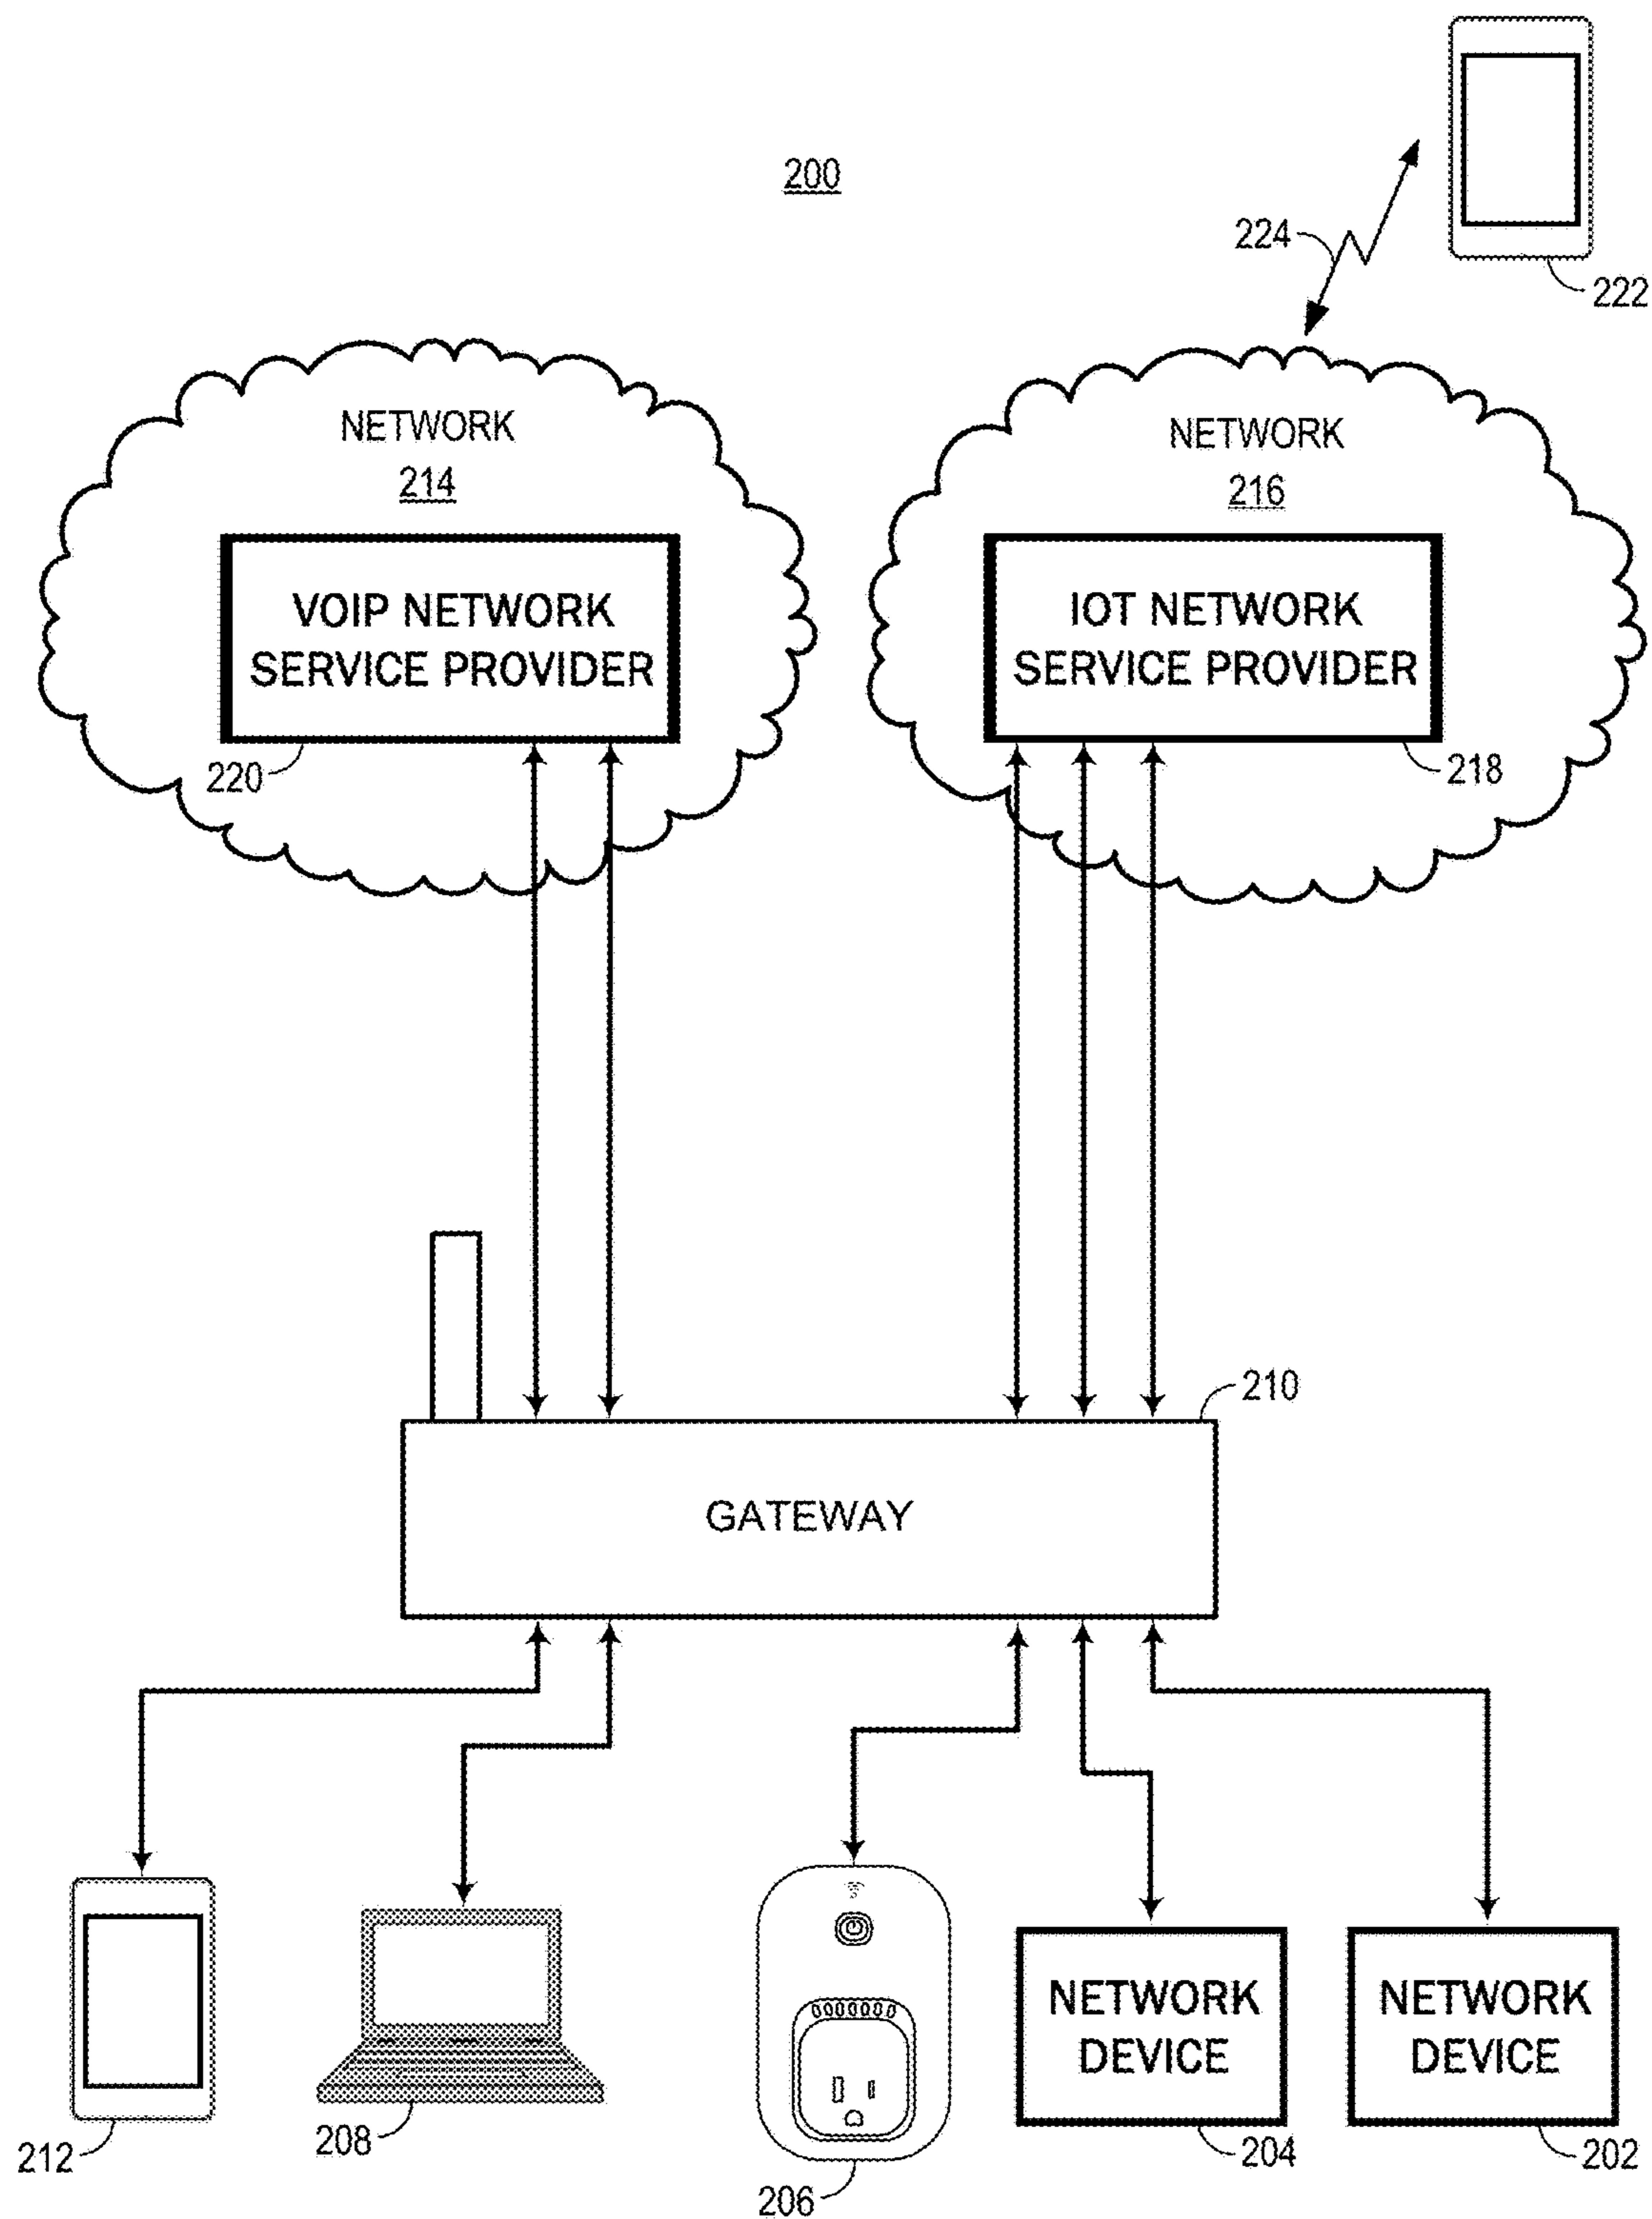 200
224
222
NETWORK
214
VOIP NETWORK
SERVICE PROVIDER
220
NETWORK
216
IOT NETWORK
SERVICE PROVIDER
218
210
GATEWAY
212
208
206
NETWORK
DEVICE
204
NETWORK
DEVICE
202